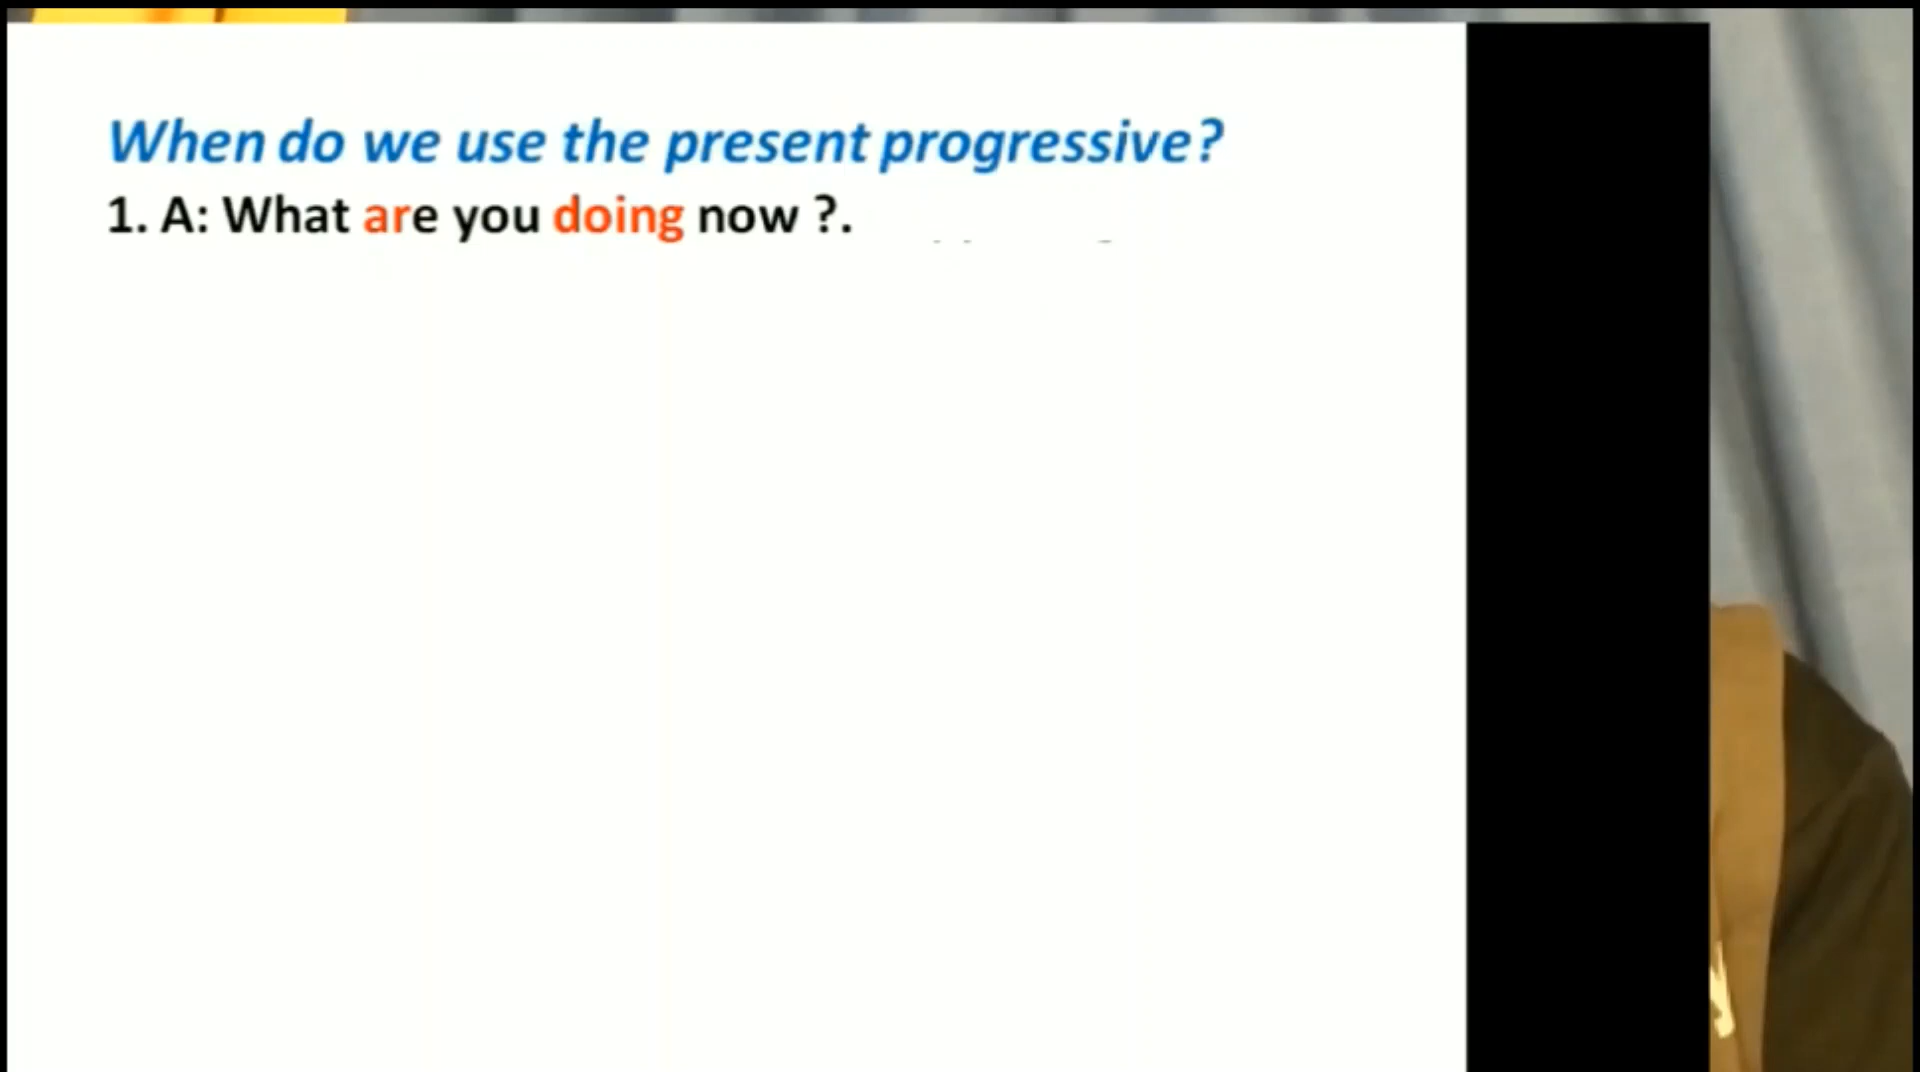 When do we use the present progressive?
1. A: What are you doing now ?.